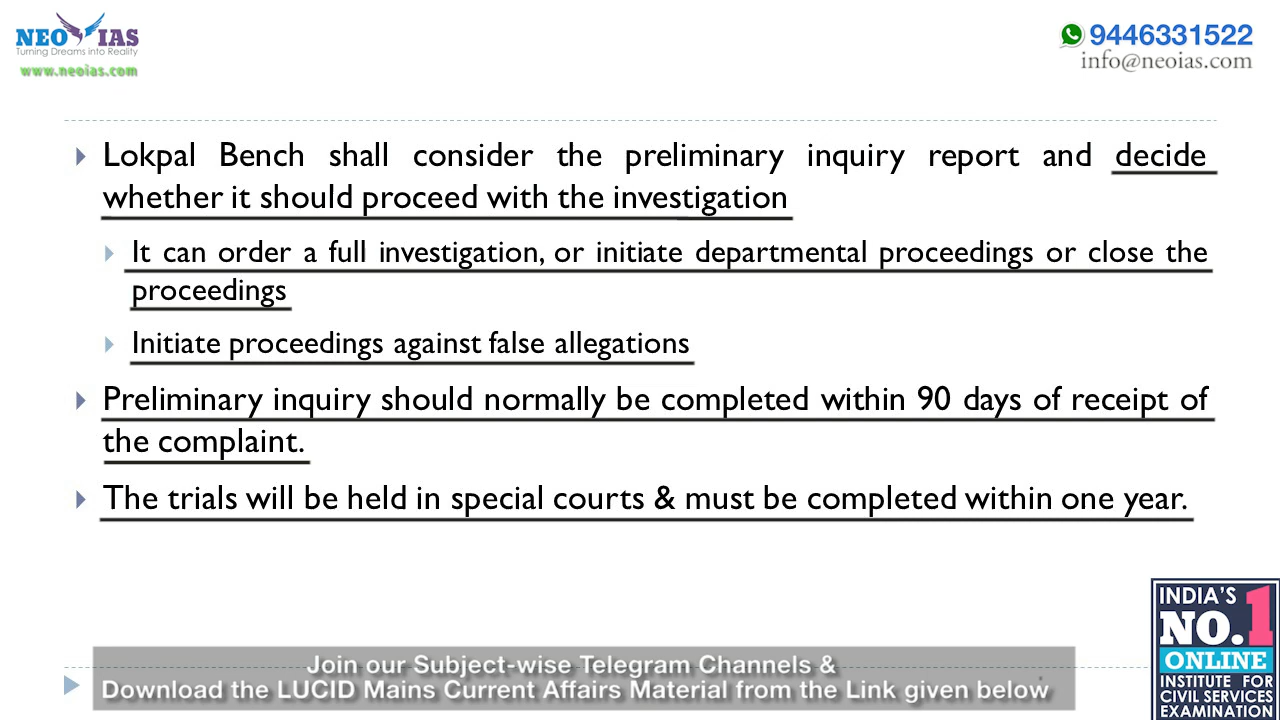 NEO IAS
Turning Dreams into Reality
www.neoias.com
9446331522
info@neoias.com
Lokpal Bench shall consider the preliminary inquiry report and decide
whether it should proceed with the investigation
It can order a full investigation, or initiate departmental proceedings or close the
proceedings
Initiate proceedings against false allegations
Preliminary inquiry should normally be completed within 90 days of receipt of
the complaint.
The trials will be held in special courts & must be completed within one year.
Join our Subject-wise Telegram Channels &
Download the LUCID Mains Current Affairs Material from the Link given below
INDIA'S
NO.1
ONLINE
INSTITUTE FOR
CIVIL SERVICES
EXAMINATION